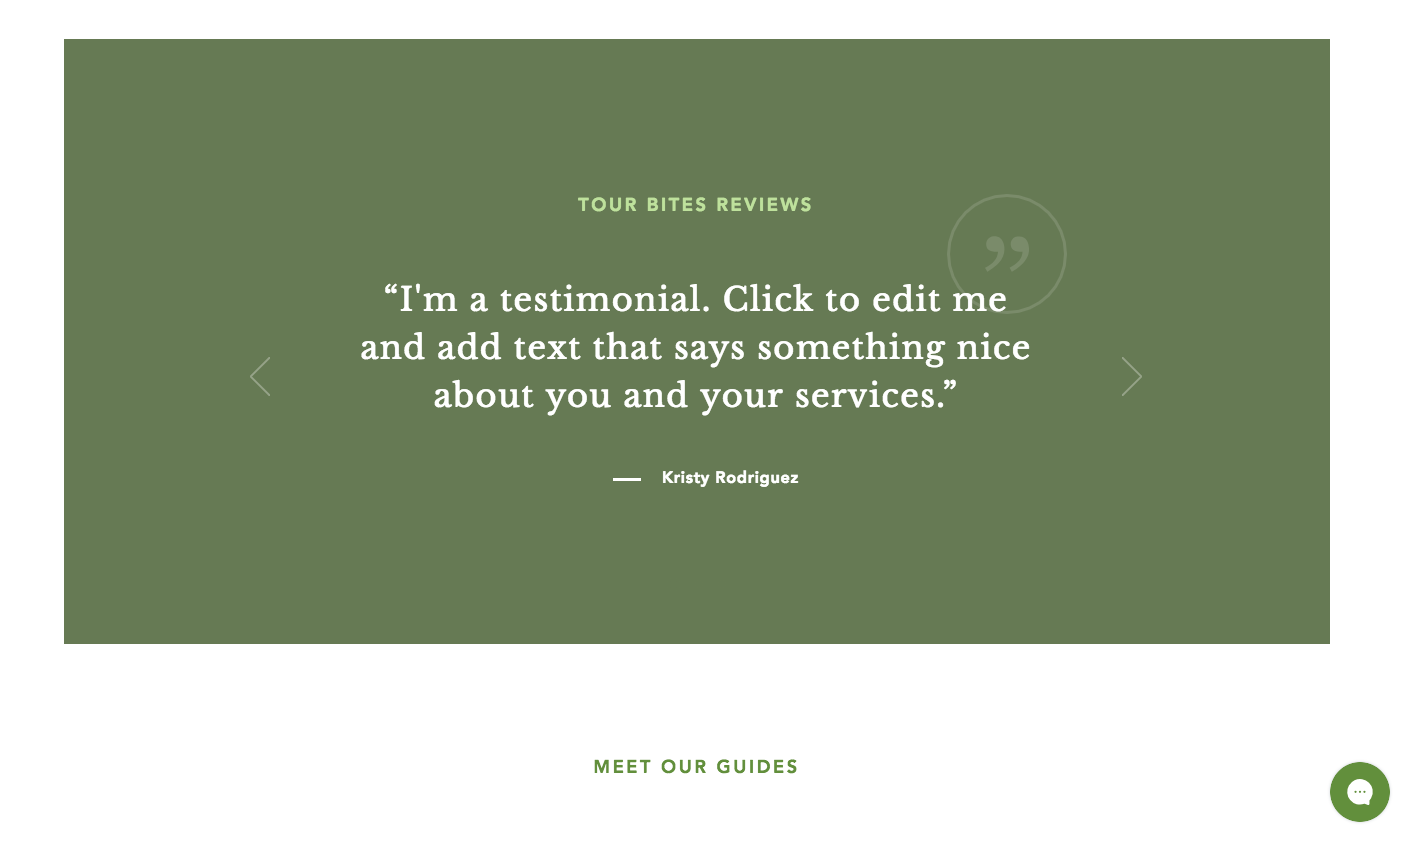 TOUR BITES REVIEWS
“I'm a testimonial. Click to edit me
and add text that says something nice
about you and your services.”
Kristy Rodriguez
MEET OUR GUIDES